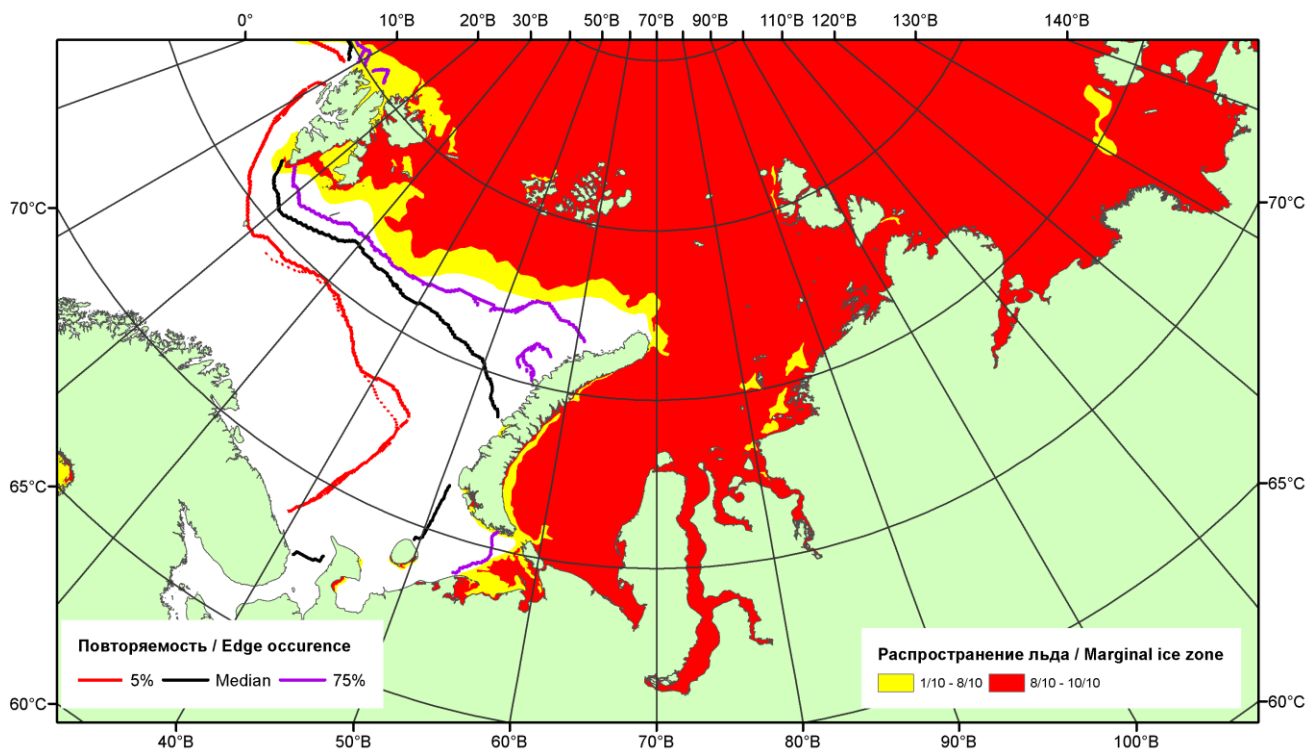 0° 10°В 20°В 30°В 50°В 70°В 90°В 110°В 120°В 130°В 140°В
70°С 70°С
65°С 65°С
60°С 60°С
Повторяемость / Edge occurence
5% Median 75%
Распространение льда / Marginal ice zone
1/10 - 8/10 8/10 - 10/10
40°В 50°В 60°В 70°В 80°В 90°В 100°В